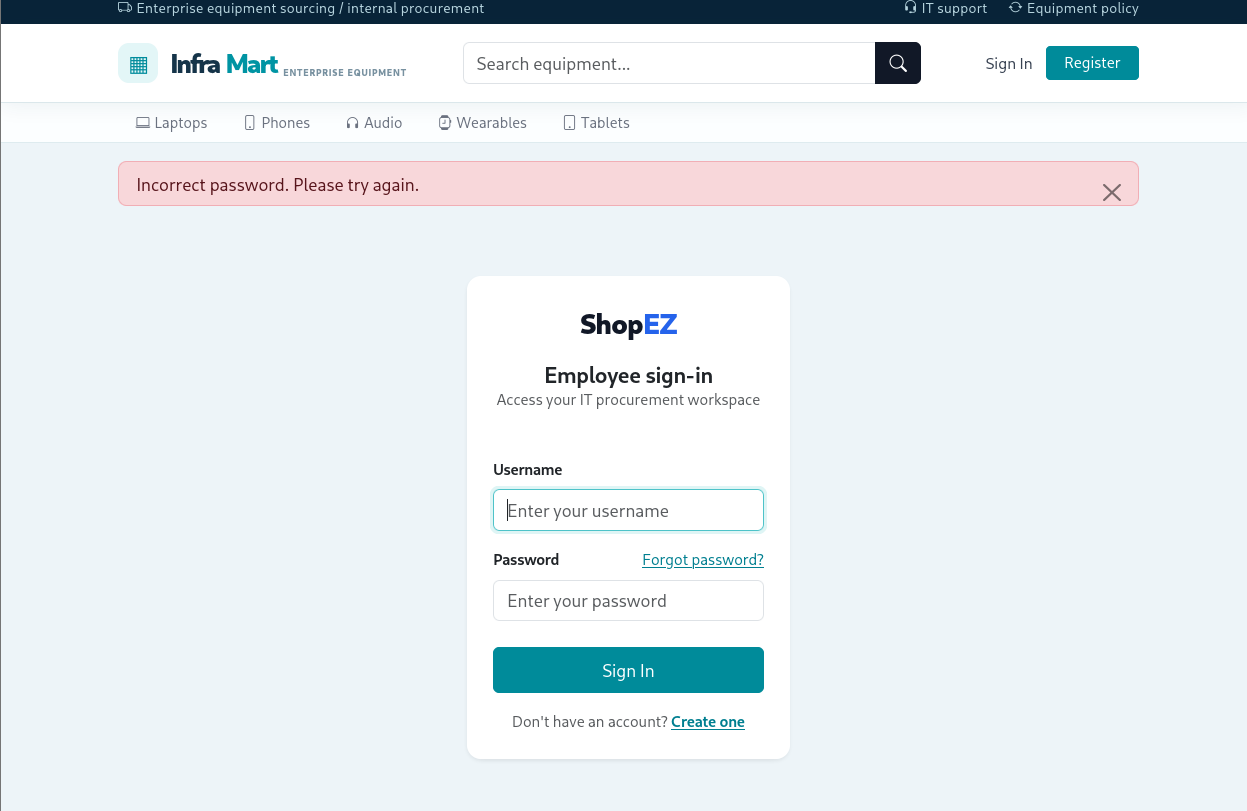 Enterprise equipment sourcing / internal procurement
IT support
Equipment policy
Infra Mart ENTERPRISE EQUIPMENT
Search equipment...
Sign In
Register
Laptops
Phones
Audio
Wearables
Tablets
Incorrect password. Please try again.
ShopEZ
Employee sign-in
Access your IT procurement workspace
Username
Enter your username
Password
Forgot password?
Enter your password
Sign In
Don't have an account? Create one